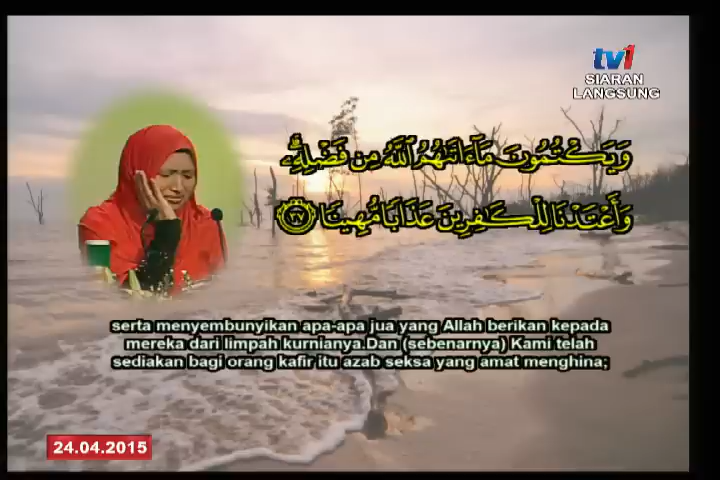 tv1
SIARAN
LANGSUNG
وَيَكْتُمُونَ مَآ ءَاتَىٰهُمُ ٱللَّهُ مِن فَضْلِهِۦۗ
وَأَعْتَدْنَا لِلْكَٰفِرِينَ عَذَابًا مُّهِينًا ٣٧
serta menyembunyikan apa-apa jua yang Allah berikan kepada
mereka dari limpah kurnianya.Dan (sebenarnya) Kami telah
sediakan bagi orang kafir itu azab seksa yang amat menghina;
24.04.2015